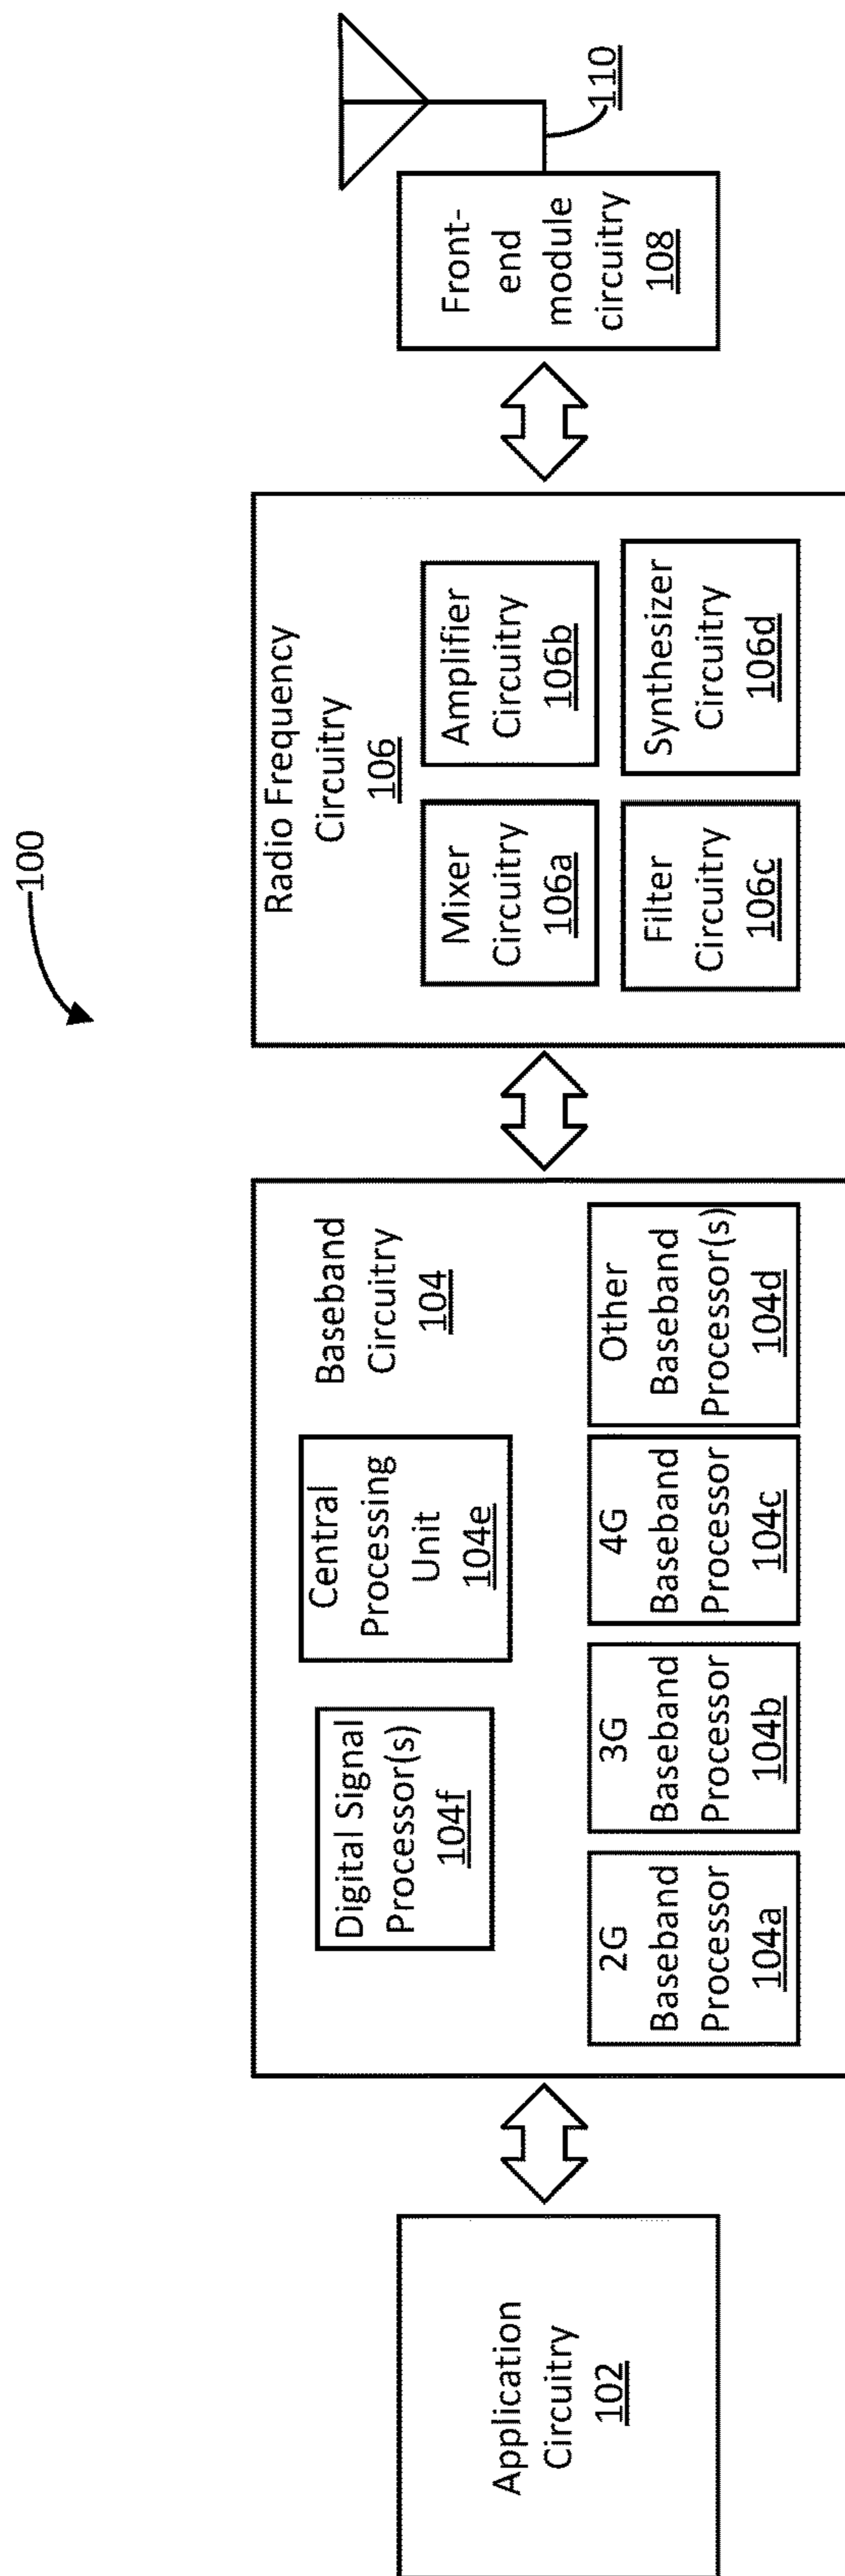 100
Application
Circuitry
102
Baseband
Circuitry
104
Digital Signal
Processor(s)
104f
Central
Processing
Unit
104e
2G
Baseband
Processor
104a
3G
Baseband
Processor
104b
4G
Baseband
Processor
104c
Other
Baseband
Processor(s)
104d
Radio Frequency
Circuitry
106
Mixer
Circuitry
106a
Amplifier
Circuitry
106b
Filter
Circuitry
106c
Synthesizer
Circuitry
106d
Front-
end
module
circuitry
108
110